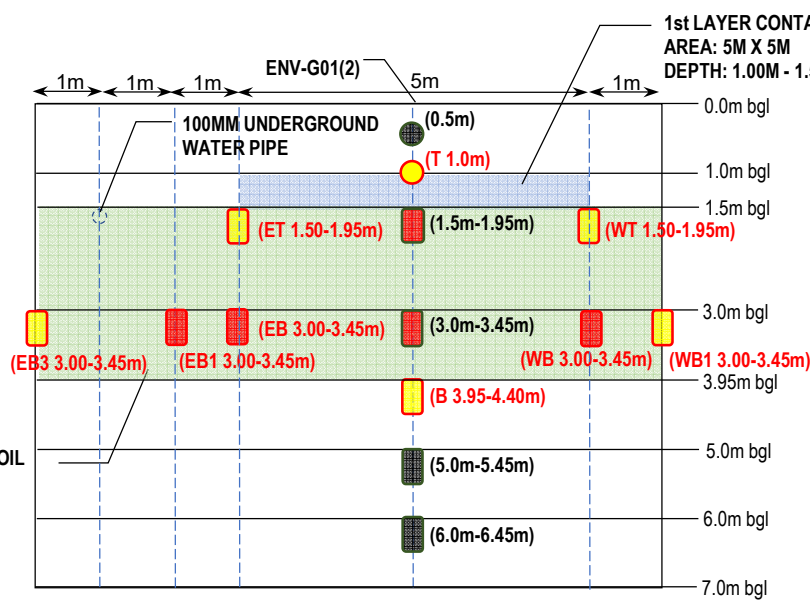 1st LAYER CONTA
AREA: 5M X 5M
DEPTH: 1.00M - 1.
1m
1m
1m
ENV-G01(2)
5m
1m
0.0m bgl
100MM UNDERGROUND
WATER PIPE
(0.5m)
(T 1.0m)
1.0m bgl
1.5m bgl
(ET 1.50-1.95m)
(1.5m-1.95m)
(WT 1.50-1.95m)
3.0m bgl
(EB 3.00-3.45m)
(3.0m-3.45m)
(EB3 3.00-3.45m)
(EB1 3.00-3.45m)
(WB 3.00-3.45m)
(WB1 3.00-3.45m)
3.95m bgl
(B 3.95-4.40m)
OIL
5.0m bgl
(5.0m-5.45m)
6.0m bgl
(6.0m-6.45m)
7.0m bgl